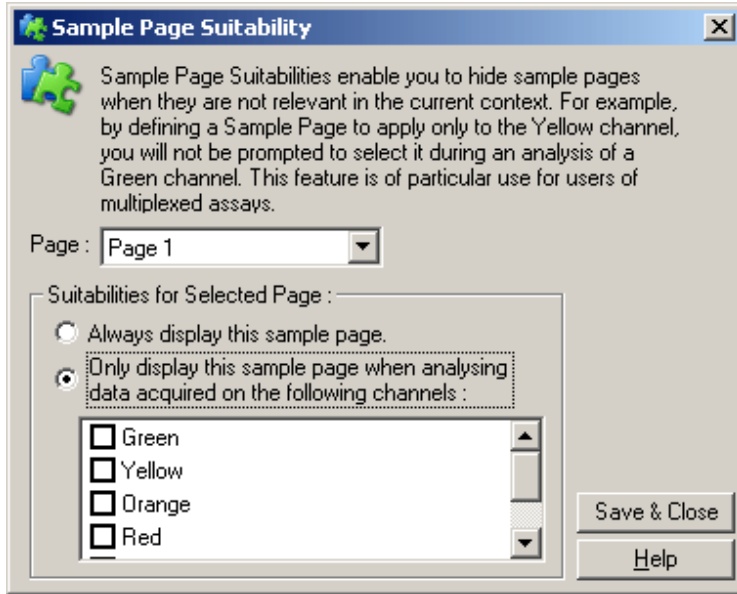 Sample Page Suitability
Sample Page Suitabilities enable you to hide sample pages
when they are not relevant in the current context. For example,
by defining a Sample Page to apply only to the Yellow channel,
you will not be prompted to select it during an analysis of a
Green channel. This feature is of particular use for users of
multiplexed assays.
Page : Page 1
Suitabilities for Selected Page :
Always display this sample page.
Only display this sample page when analysing
data acquired on the following channels :
Green
Yellow
Orange
Red
Save & Close
Help